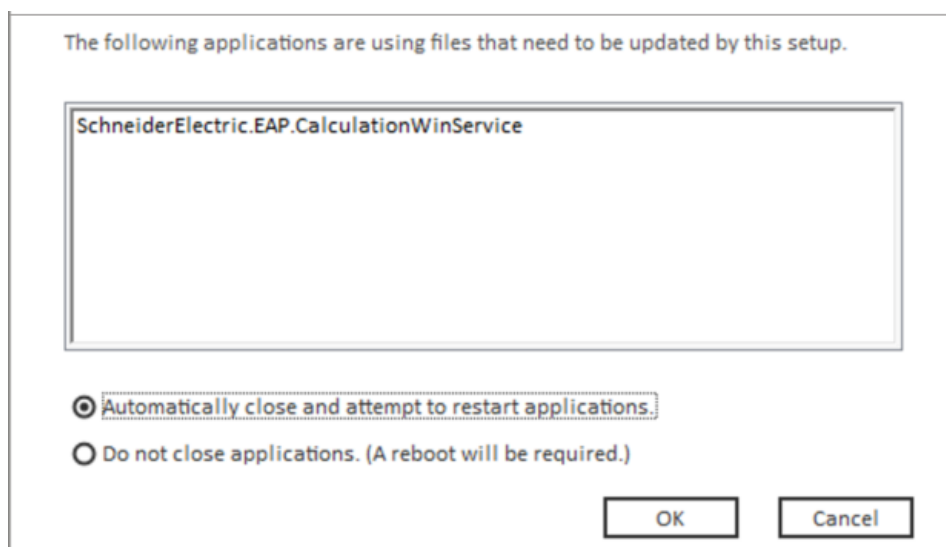 The following applications are using files that need to be updated by this setup.
SchneiderElectric.EAP.CalculationWinService
Automatically close and attempt to restart applications.
Do not close applications. (A reboot will be required.)
OK Cancel